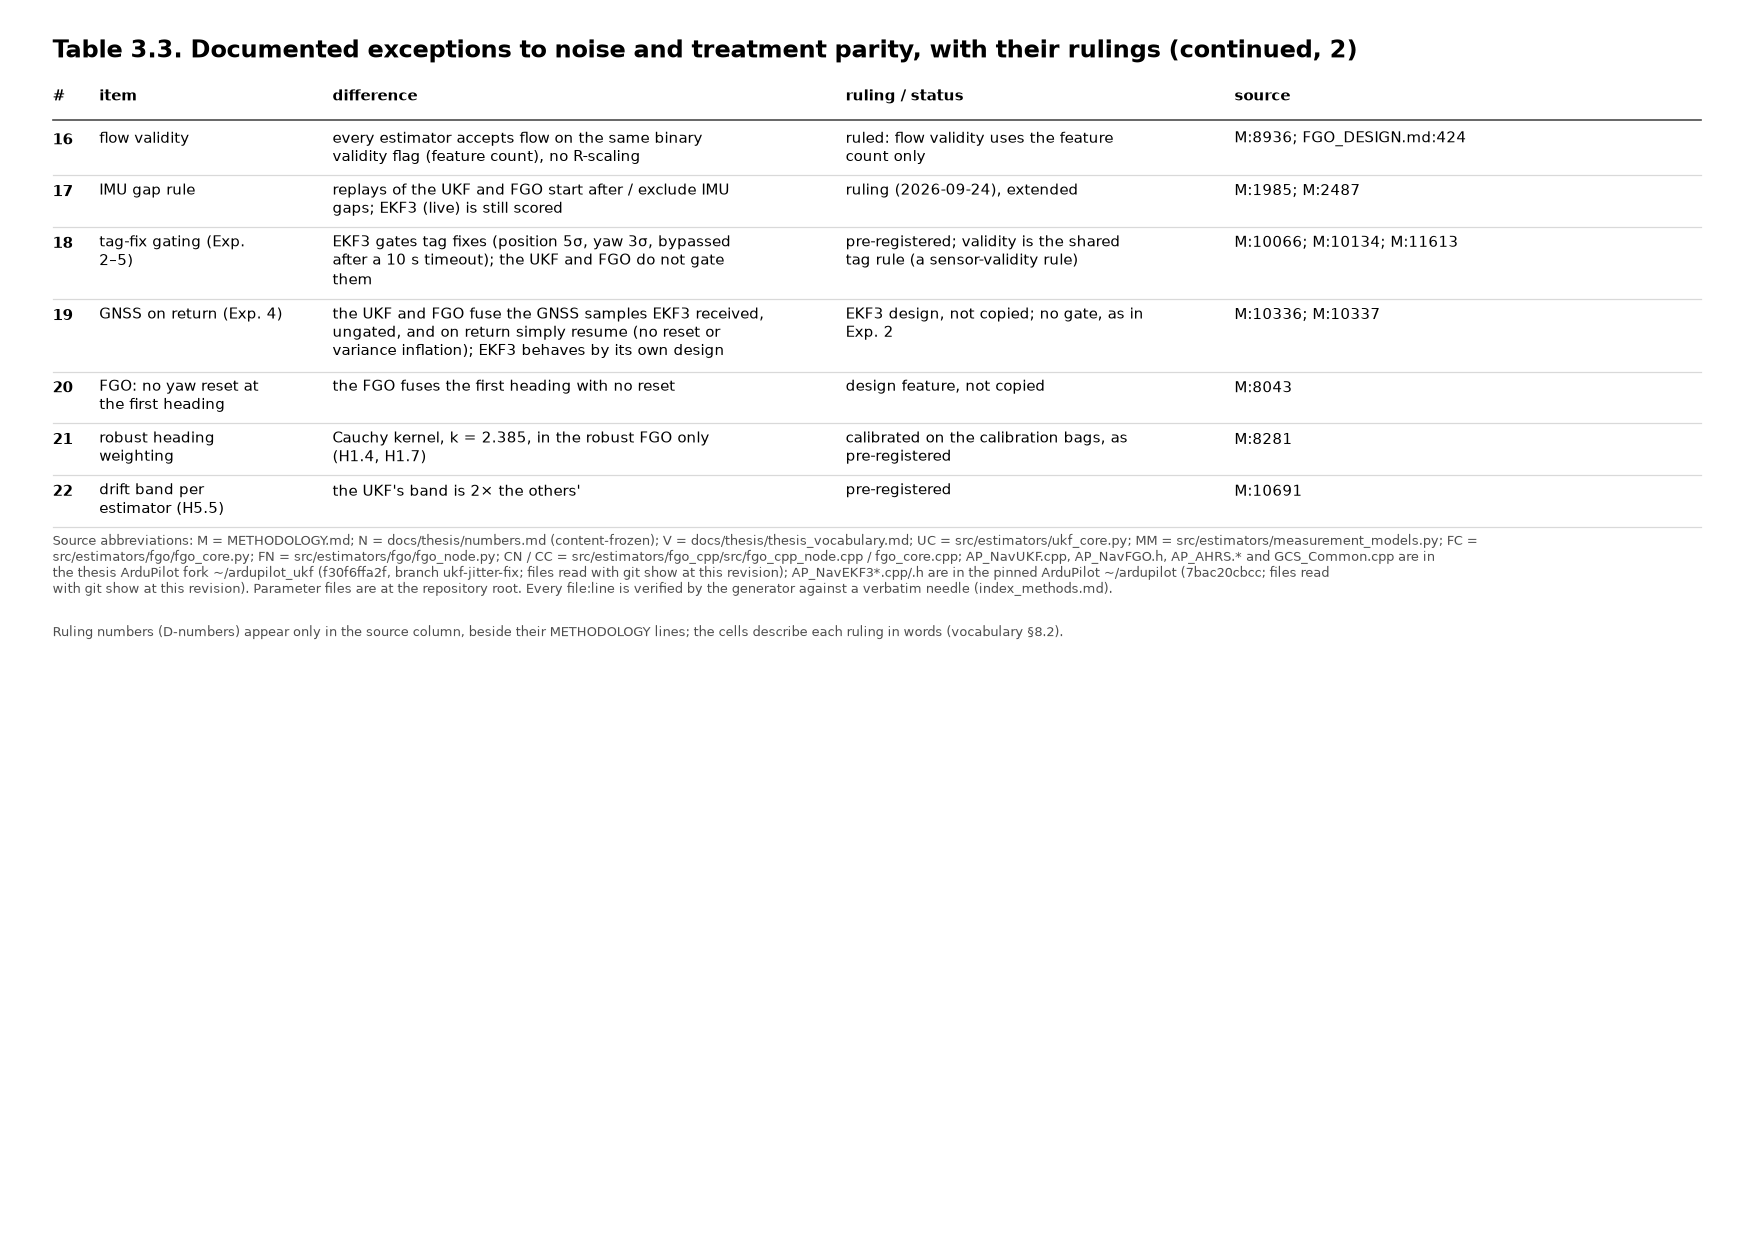 Table 3.3. Documented exceptions to noise and treatment parity, with their rulings (continued, 2)
# item difference ruling / status source
16 flow validity every estimator accepts flow on the same binary ruled: flow validity uses the feature M:8936; FGO_DESIGN.md:424
validity flag (feature count), no R-scaling count only
17 IMU gap rule replays of the UKF and FGO start after / exclude IMU ruling (2026-09-24), extended M:1985; M:2487
gaps; EKF3 (live) is still scored
18 tag-fix gating (Exp. EKF3 gates tag fixes (position 5σ, yaw 3σ, bypassed pre-registered; validity is the shared M:10066; M:10134; M:11613
2–5) after a 10 s timeout); the UKF and FGO do not gate tag rule (a sensor-validity rule)
them
19 GNSS on return (Exp. 4) the UKF and FGO fuse the GNSS samples EKF3 received, EKF3 design, not copied; no gate, as in M:10336; M:10337
ungated, and on return simply resume (no reset or Exp. 2
variance inflation); EKF3 behaves by its own design
20 FGO: no yaw reset at the FGO fuses the first heading with no reset design feature, not copied M:8043
the first heading
21 robust heading Cauchy kernel, k = 2.385, in the robust FGO only calibrated on the calibration bags, as M:8281
weighting (H1.4, H1.7) pre-registered
22 drift band per the UKF's band is 2× the others' pre-registered M:10691
estimator (H5.5)
Source abbreviations: M = METHODOLOGY.md; N = docs/thesis/numbers.md (content-frozen); V = docs/thesis/thesis_vocabulary.md; UC = src/estimators/ukf_core.py; MM = src/estimators/measurement_models.py; FC =
src/estimators/fgo/fgo_core.py; FN = src/estimators/fgo/fgo_node.py; CN / CC = src/estimators/fgo_cpp/src/fgo_cpp_node.cpp / fgo_core.cpp; AP_NavUKF.cpp, AP_NavFGO.h, AP_AHRS.* and GCS_Common.cpp are in
the thesis ArduPilot fork ~/ardupilot_ukf (f30f6ffa2f, branch ukf-jitter-fix; files read with git show at this revision); AP_NavEKF3*.cpp/.h are in the pinned ArduPilot ~/ardupilot (7bac20cbcc; files read
with git show at this revision). Parameter files are at the repository root. Every file:line is verified by the generator against a verbatim needle (index_methods.md).
Ruling numbers (D-numbers) appear only in the source column, beside their METHODOLOGY lines; the cells describe each ruling in words (vocabulary §8.2).